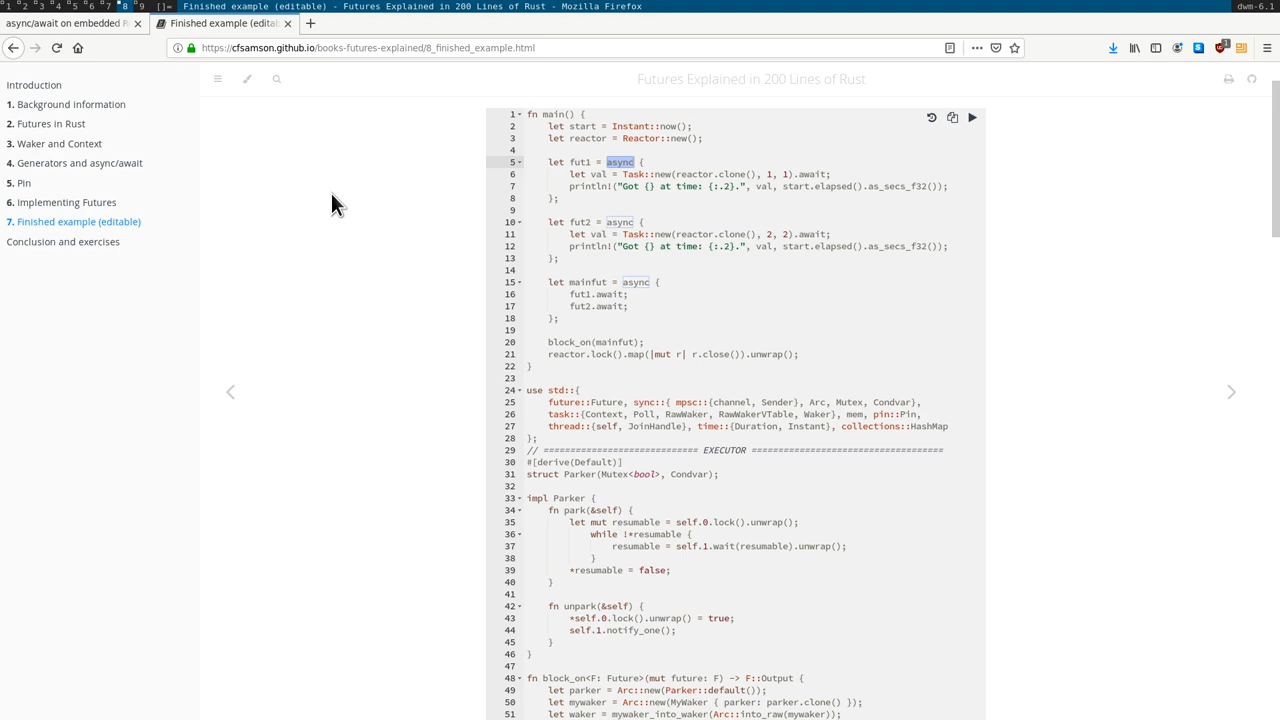 1 2 3 4 5 6 7 8 9 []= Finished example (editable) - Futures Explained in 200 Lines of Rust - Mozilla Firefox dwm-6.1
async/await on embedded R
Finished example (edita
https://cfsamson.github.io/books-futures-explained/8_finished_example.html
1
Introduction
1. Background information
2. Futures in Rust
3. Waker and Context
4. Generators and async/await
5. Pin
6. Implementing Futures
7. Finished example (editable)
Conclusion and exercises
Futures Explained in 200 Lines of Rust
1 fn main() {
2 let start = Instant::now();
3 let reactor = Reactor::new();
4
5 let fut1 = async {
6 let val = Task::new(reactor.clone(), 1, 1).await;
7 println!("Got {} at time: {:.2}.", val, start.elapsed().as_secs_f32());
8 };
9
10 let fut2 = async {
11 let val = Task::new(reactor.clone(), 2, 2).await;
12 println!("Got {} at time: {:.2}.", val, start.elapsed().as_secs_f32());
13 };
14
15 let mainfut = async {
16 fut1.await;
17 fut2.await;
18 };
19
20 block_on(mainfut);
21 reactor.lock().map(|mut r| r.close()).unwrap();
22 }
23
24 use std::{
25 future::Future, sync::{ mpsc::{channel, Sender}, Arc, Mutex, Condvar},
26 task::{Context, Poll, RawWaker, RawWakerVTable, Waker}, mem, pin::Pin,
27 thread::{self, JoinHandle}, time::{Duration, Instant}, collections::HashMap
28 };
29 // ============================= EXECUTOR ====================================
30 #[derive(Default)]
31 struct Parker(Mutex<bool>, Condvar);
32
33 impl Parker {
34 fn park(&self) {
35 let mut resumable = self.0.lock().unwrap();
36 while !*resumable {
37 resumable = self.1.wait(resumable).unwrap();
38 }
39 *resumable = false;
40 }
41
42 fn unpark(&self) {
43 *self.0.lock().unwrap() = true;
44 self.1.notify_one();
45 }
46 }
47
48 fn block_on<F: Future>(mut future: F) -> F::Output {
49 let parker = Arc::new(Parker::default());
50 let mywaker = Arc::new(MyWaker { parker: parker.clone() });
51 let waker = mywaker_into_waker(Arc::into_raw(mywaker));